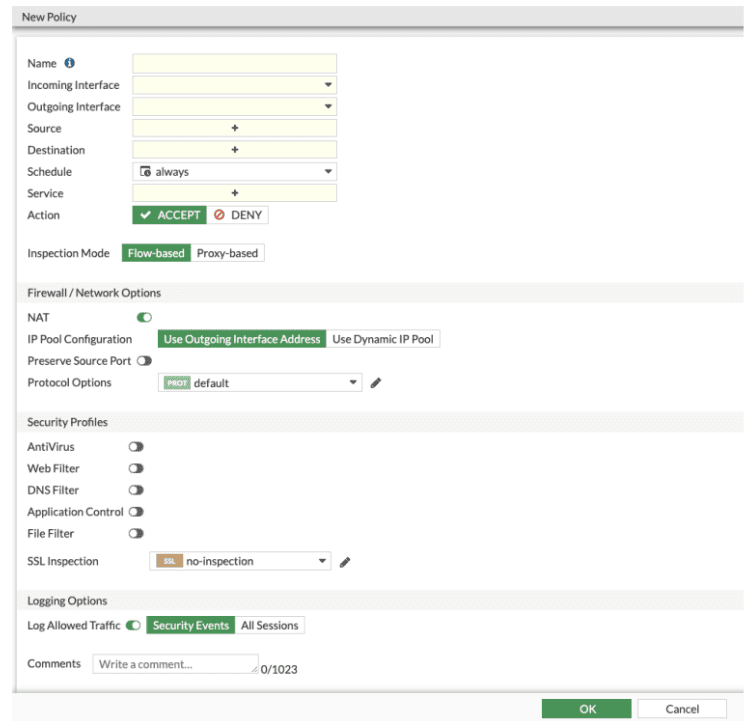 New Policy
Name
Incoming Interface
Outgoing Interface
Source +
Destination +
Schedule always
Service +
Action ACCEPT DENY
Inspection Mode Flow-based Proxy-based
Firewall / Network Options
NAT
IP Pool Configuration Use Outgoing Interface Address Use Dynamic IP Pool
Preserve Source Port
Protocol Options PROT default
Security Profiles
AntiVirus
Web Filter
DNS Filter
Application Control
File Filter
SSL Inspection SSL no-inspection
Logging Options
Log Allowed Traffic Security Events All Sessions
Comments Write a comment... 0/1023
OK Cancel